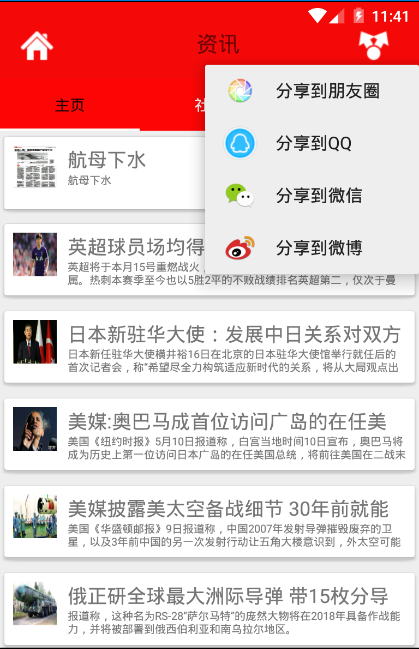 11:41
资讯
主页
社
分享到朋友圈
分享到QQ
分享到微信
分享到微博
航母下水
航母下水
英超球员场均得
英超将于本月15号重燃战火，
属。热刺本赛季至今也以5胜2平的不败战绩排名英超第二，仅次于曼
日本新驻华大使：发展中日关系对双方
日本新任驻华大使横井裕16日在北京的日本驻华大使馆举行就任后的
首次记者会，称“希望尽全力构筑适应新时代的关系，将从大局观点出
美媒:奥巴马成首位访问广岛的在任美
美国《纽约时报》5月10日报道称，白宫当地时间10日宣布，奥巴马将
成为历史上第一位访问日本广岛的在任美国总统，将前往美国在二战末
美媒披露美太空备战细节 30年前就能
美国《华盛顿邮报》9日报道称，中国2007年发射导弹摧毁废弃的卫
星，以及3年前中国的另一次发射行动让五角大楼意识到，外太空可能
俄正研全球最大洲际导弹 带15枚分导
报道称，这种名为RS-28“萨尔马特”的庞然大物将在2018年具备作战能
力，并将被部署到俄西伯利亚和南乌拉尔地区。